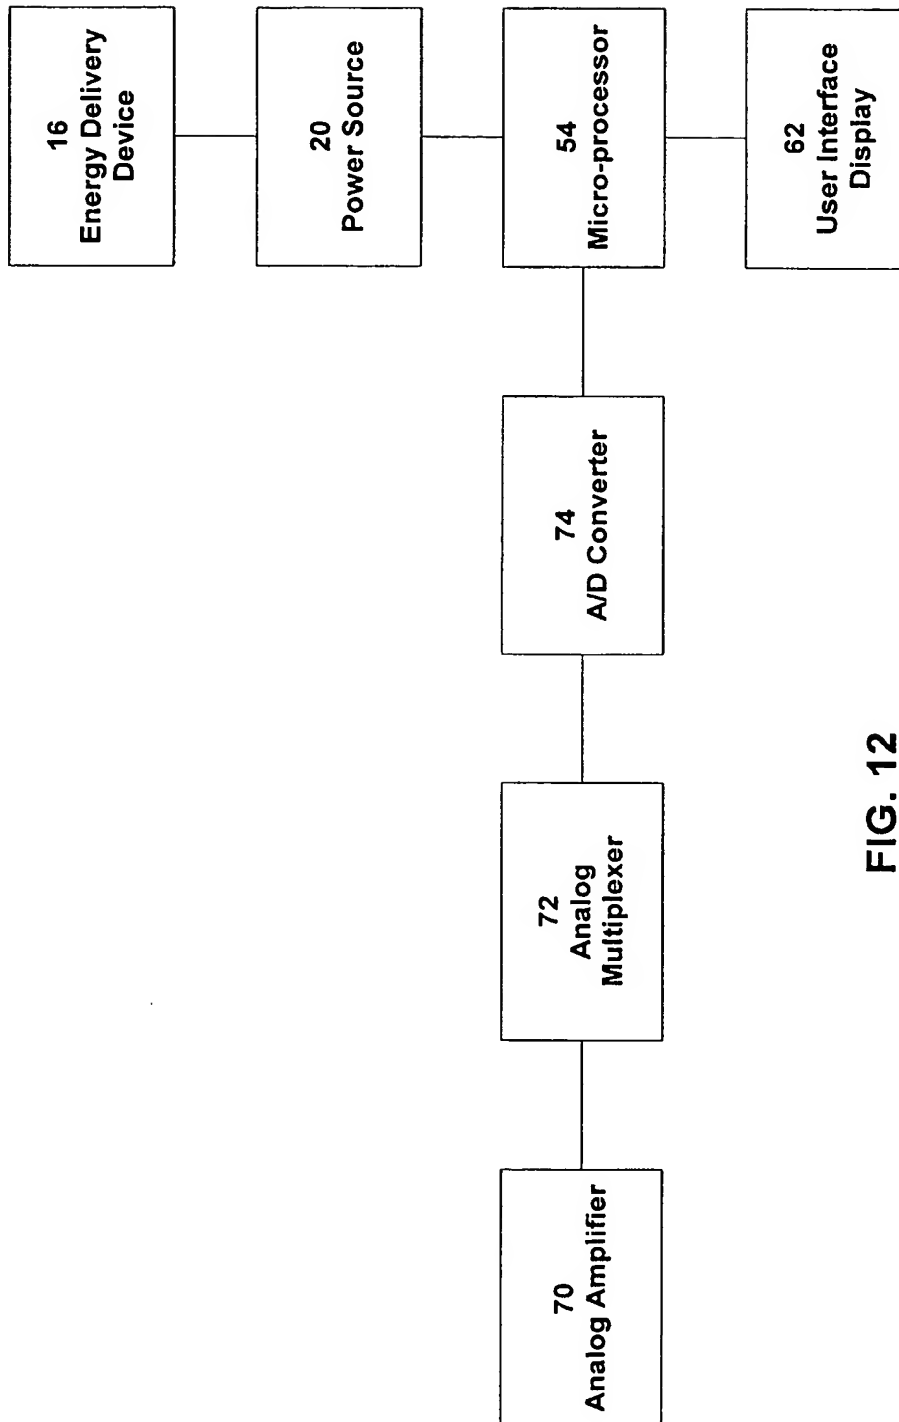 16
Energy Delivery
Device
20
Power Source
54
Micro-processor
62
User Interface
Display
74
A/D Converter
72
Analog
Multiplexer
70
Analog Amplifier
FIG. 12